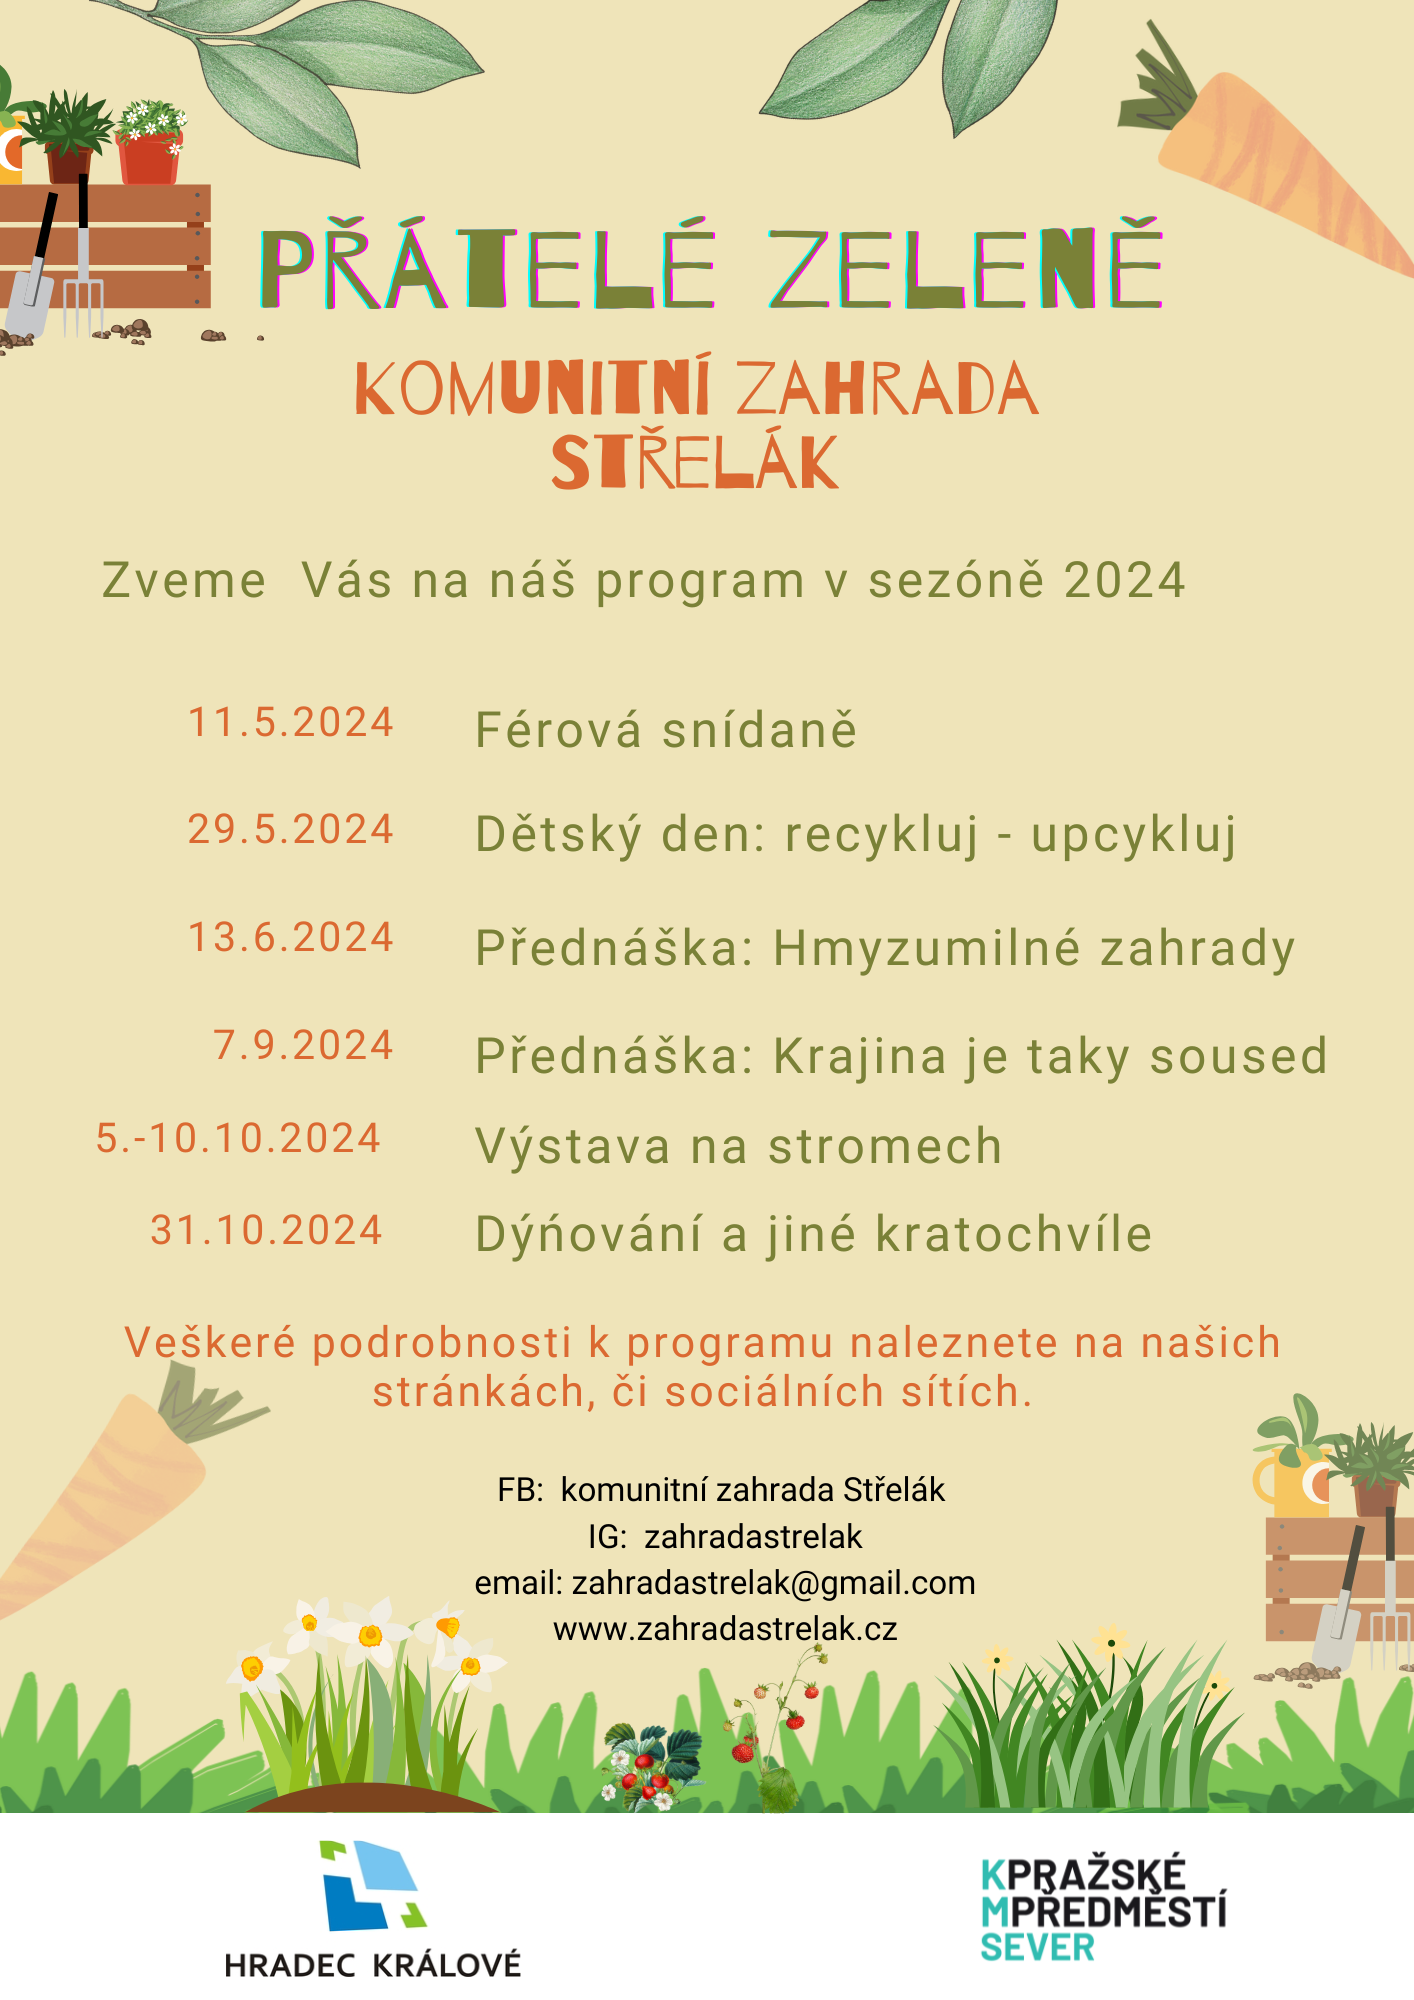 PŘÁTELÉ ZELENĚ
KOMUNITNÍ ZAHRADA
STŘELÁK
Zveme Vás na náš program v sezóně 2024
11.5.2024 Férová snídaně
29.5.2024 Dětský den: recykluj - upcykluj
13.6.2024 Přednáška: Hmyzumilné zahrady
7.9.2024 Přednáška: Krajina je taky soused
5.-10.10.2024 Výstava na stromech
31.10.2024 Dýńování a jiné kratochvíle
Veškeré podrobnosti k programu naleznete na našich
stránkách, či sociálních sítích.
FB: komunitní zahrada Střelák
IG: zahradastrelak
email: zahradastrelak@gmail.com
www.zahradastrelak.cz
HRADEC KRÁLOVÉ
KPRAŽSKÉ
MPŘEDMĚSTÍ
SEVER